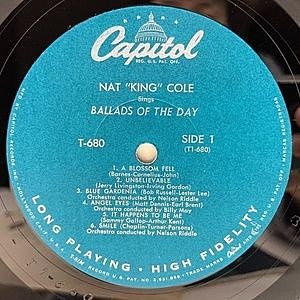 Capitol
REG. U.S. PAT. OFF.
NAT "KING" COLE
Sings
BALLADS OF THE DAY
T-680
SIDE 1
(T1-680)
1. A BLOSSOM FELL
(Barnes-Cornelius-John)
2. UNBELIEVABLE
(Jerry Livingston-Irving Gordon)
3. BLUE GARDENIA (Bob Russell-Lester Lee)
Orchestra conducted by Nelson Riddle
4. ANGEL EYES (Matt Dennis-Earl Brent)
Orchestra conducted by Billy May
5. IT HAPPENS TO BE ME
(Sammy Gallop-Arthur Kent)
6. SMILE (Chaplin-Turner-Parsons)
Orchestra conducted by Nelson Riddle
LONG PLAYING - HIGH FIDELITY